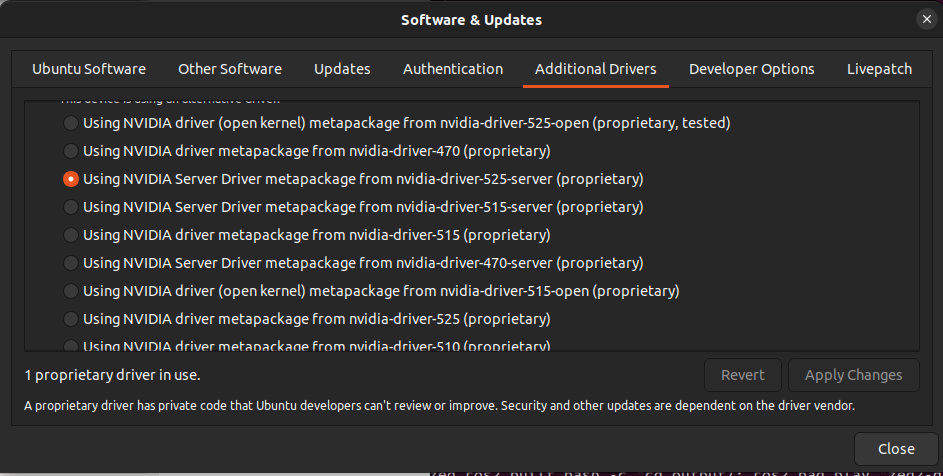 Software & Updates
Ubuntu Software Other Software Updates Authentication Additional Drivers Developer Options Livepatch
This device is using an alternative driver.
Using NVIDIA driver (open kernel) metapackage from nvidia-driver-525-open (proprietary, tested)
Using NVIDIA driver metapackage from nvidia-driver-470 (proprietary)
Using NVIDIA Server Driver metapackage from nvidia-driver-525-server (proprietary)
Using NVIDIA Server Driver metapackage from nvidia-driver-515-server (proprietary)
Using NVIDIA driver metapackage from nvidia-driver-515 (proprietary)
Using NVIDIA Server Driver metapackage from nvidia-driver-470-server (proprietary)
Using NVIDIA driver (open kernel) metapackage from nvidia-driver-515-open (proprietary)
Using NVIDIA driver metapackage from nvidia-driver-525 (proprietary)
Using NVIDIA driver metapackage from nvidia-driver-510 (proprietary)
1 proprietary driver in use.
Revert Apply Changes
A proprietary driver has private code that Ubuntu developers can't review or improve. Security and other updates are dependent on the driver vendor.
Close